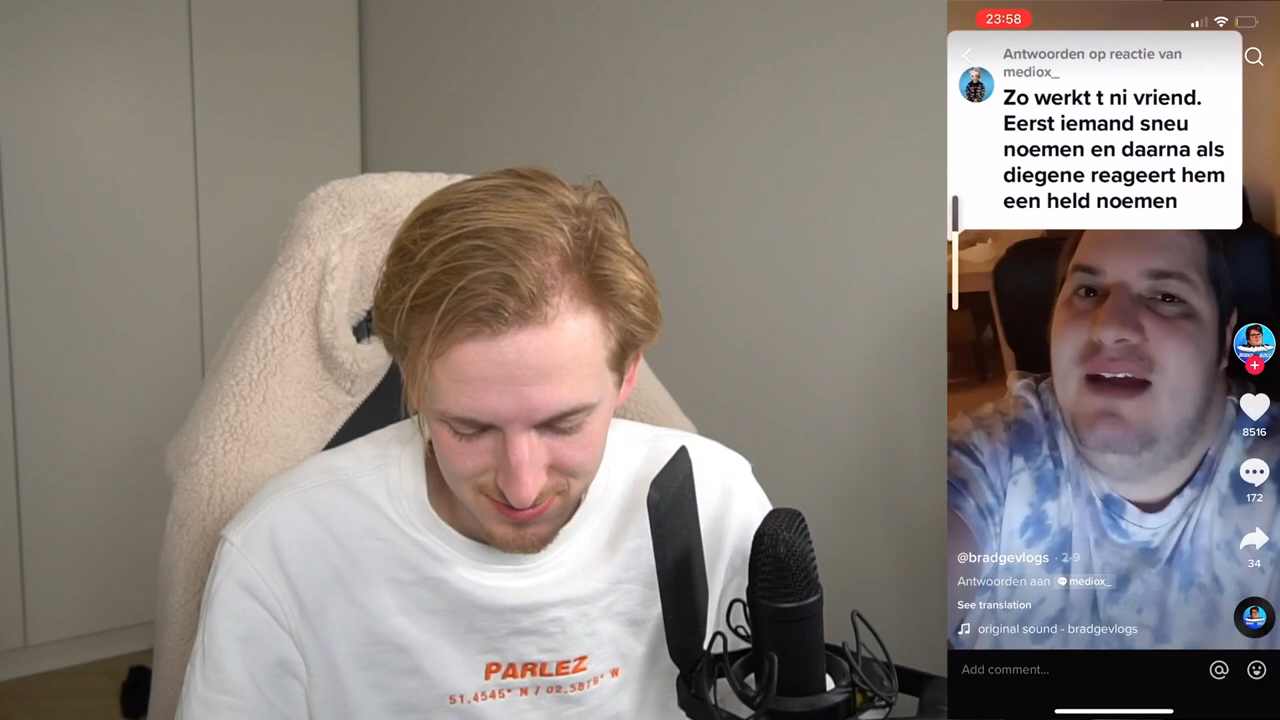 23:58
Antwoorden op reactie van
mediox_
Zo werkt t ni vriend.
Eerst iemand sneu
noemen en daarna als
diegene reageert hem
een held noemen
8516
172
34
@bradgevlogs · 2-9
Antwoorden aan mediox_
See translation
original sound - bradgevlogs
Add comment...
PARLEZ
51.4545° N / 02.5879° W